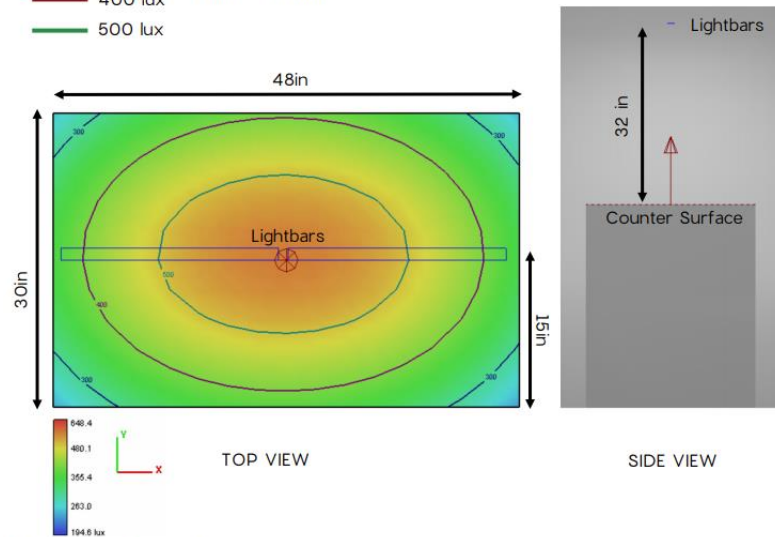 400 lux
500 lux
48in
Lightbars
32 in
Counter Surface
300
300
Lightbars
30in
500
400
15in
300
300
648.4
480.1
355.4
263.0
194.6 lux
Y
X
TOP VIEW
SIDE VIEW